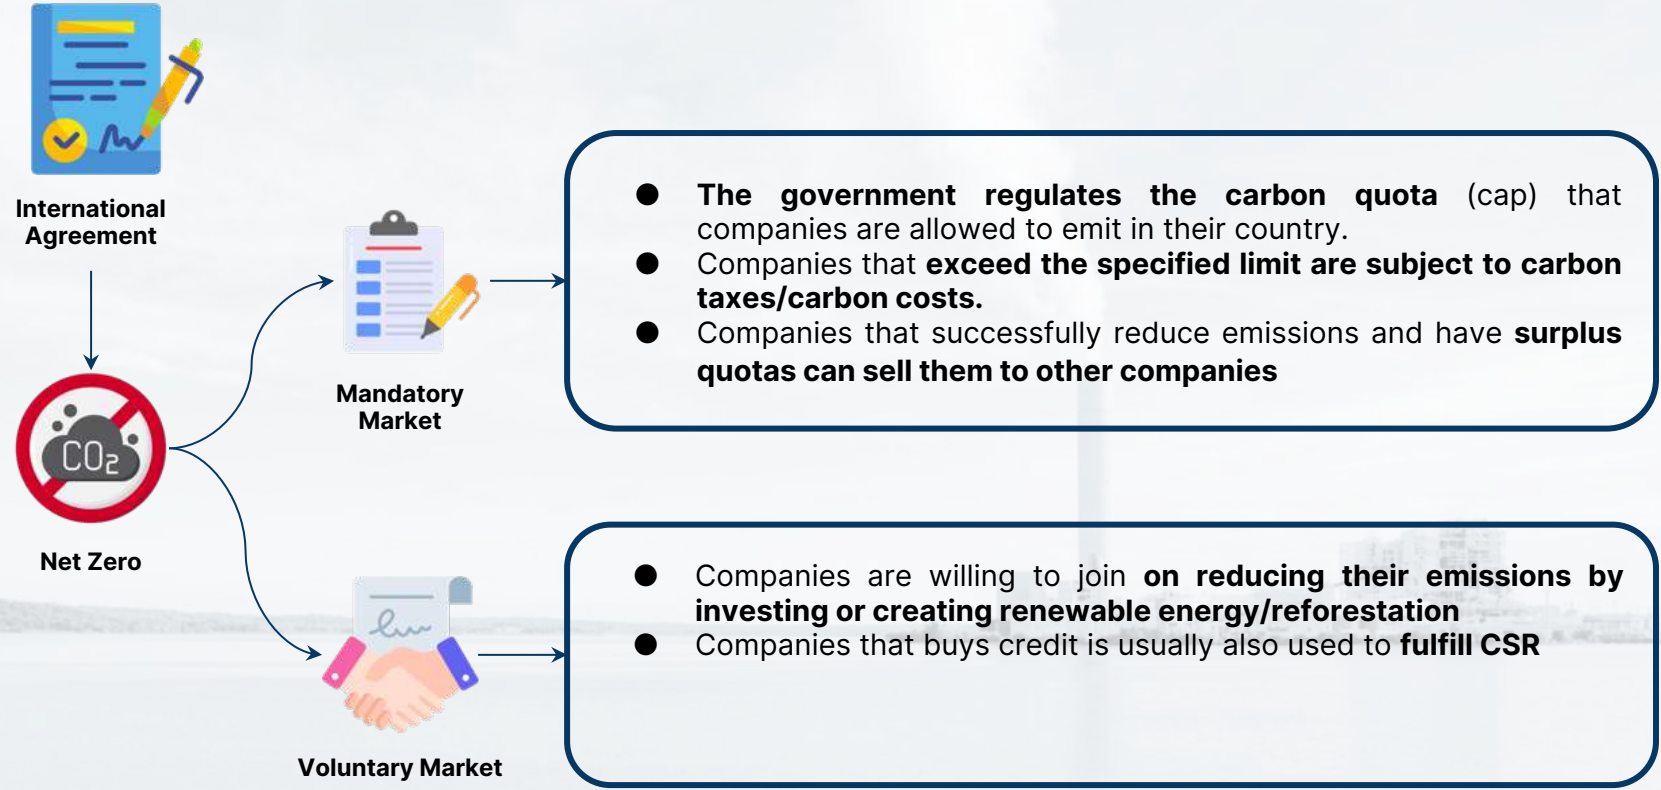 International
Agreement
CO₂
Net Zero
Mandatory
Market
● The government regulates the carbon quota (cap) that
companies are allowed to emit in their country.
● Companies that exceed the specified limit are subject to carbon
taxes/carbon costs.
● Companies that successfully reduce emissions and have surplus
quotas can sell them to other companies
Voluntary Market
● Companies are willing to join on reducing their emissions by
investing or creating renewable energy/reforestation
● Companies that buys credit is usually also used to fulfill CSR